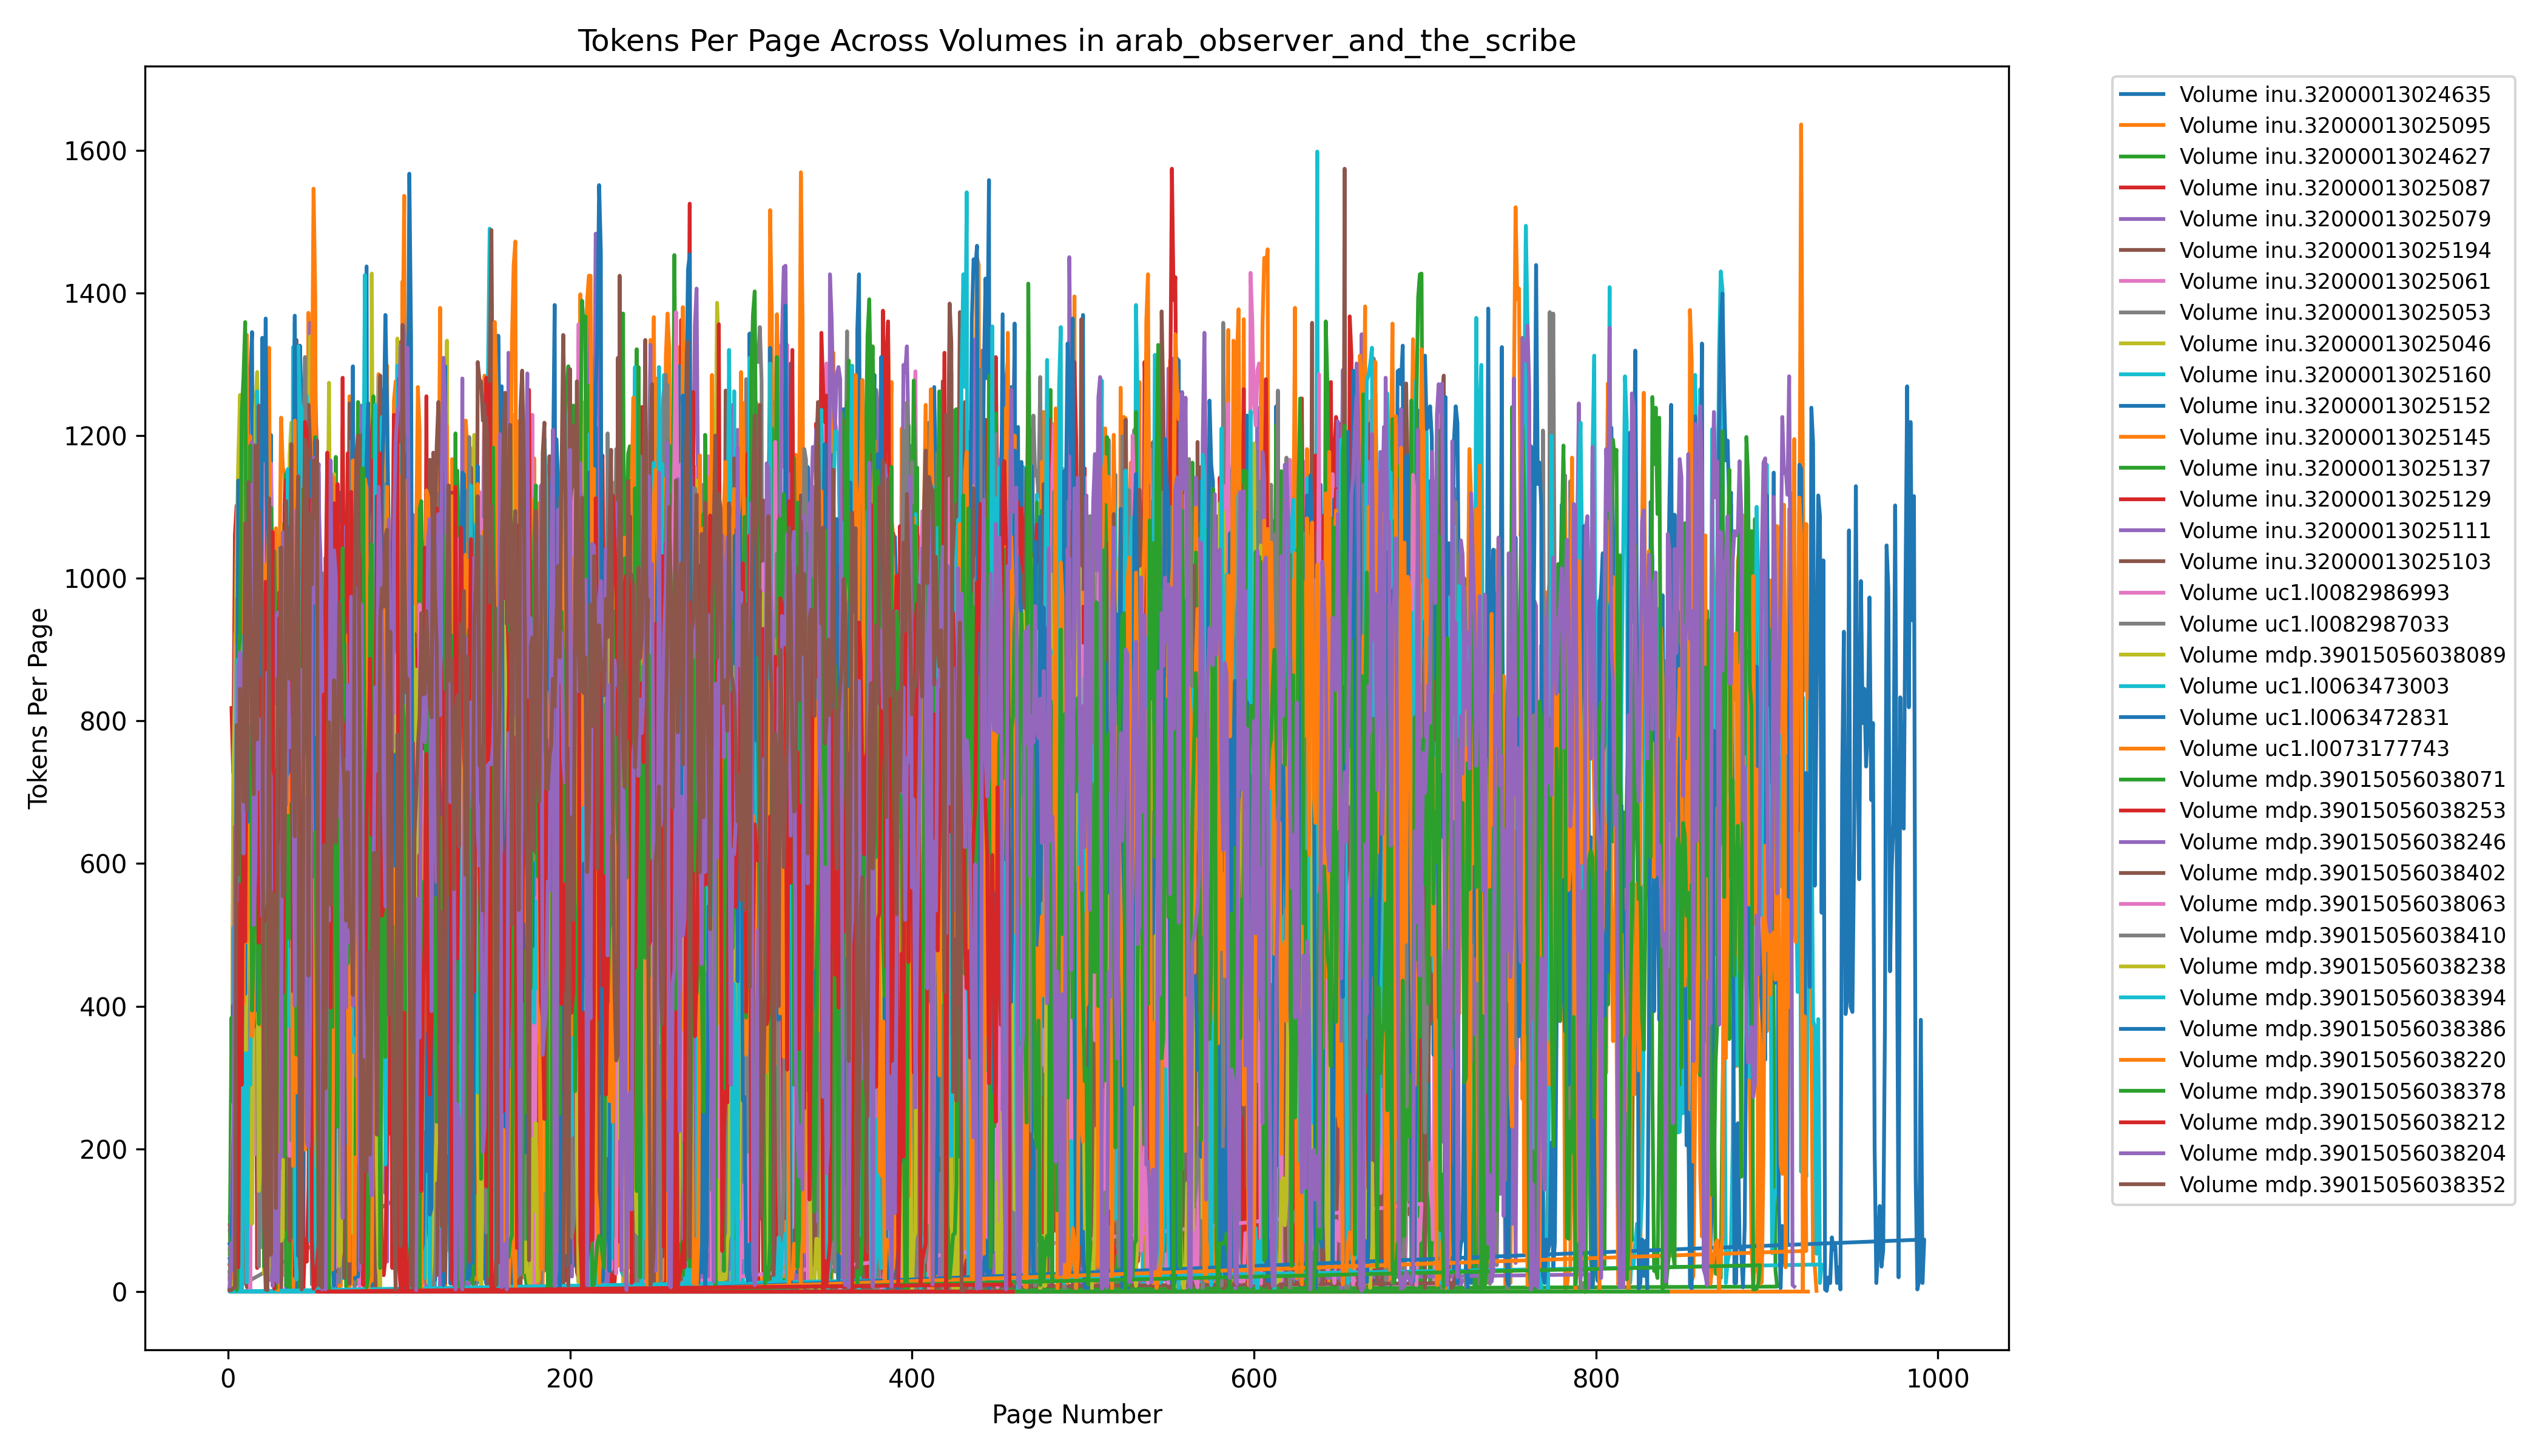 Tokens Per Page Across Volumes in arab_observer_and_the_scribe
Tokens Per Page
1600
1400
1200
1000
800
600
400
200
0
0 200 400 600 800 1000
Page Number
Volume inu.32000013024635
Volume inu.32000013025095
Volume inu.32000013024627
Volume inu.32000013025087
Volume inu.32000013025079
Volume inu.32000013025194
Volume inu.32000013025061
Volume inu.32000013025053
Volume inu.32000013025046
Volume inu.32000013025160
Volume inu.32000013025152
Volume inu.32000013025145
Volume inu.32000013025137
Volume inu.32000013025129
Volume inu.32000013025111
Volume inu.32000013025103
Volume uc1.l0082986993
Volume uc1.l0082987033
Volume mdp.39015056038089
Volume uc1.l0063473003
Volume uc1.l0063472831
Volume uc1.l0073177743
Volume mdp.39015056038071
Volume mdp.39015056038253
Volume mdp.39015056038246
Volume mdp.39015056038402
Volume mdp.39015056038063
Volume mdp.39015056038410
Volume mdp.39015056038238
Volume mdp.39015056038394
Volume mdp.39015056038386
Volume mdp.39015056038220
Volume mdp.39015056038378
Volume mdp.39015056038212
Volume mdp.39015056038204
Volume mdp.39015056038352